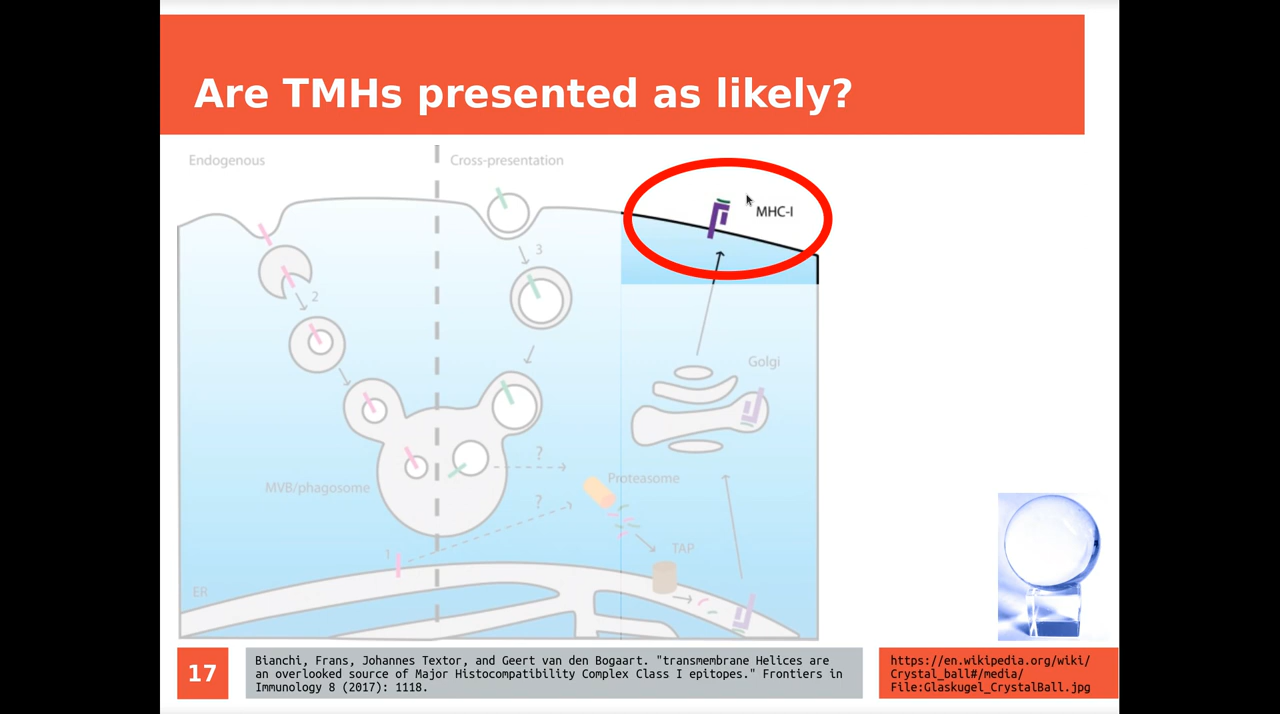 Are TMHs presented as likely?
Endogenous
Cross-presentation
MHC-I
3
2
Golgi
?
Proteasome
MVB/phagosome
?
1
TAP
ER
17
Bianchi, Frans, Johannes Textor, and Geert van den Bogaart. "transmembrane Helices are
an overlooked source of Major Histocompatibility Complex Class I epitopes." Frontiers in
Immunology 8 (2017): 1118.
https://en.wikipedia.org/wiki/
Crystal_ball#/media/
File:Glaskugel_CrystalBall.jpg